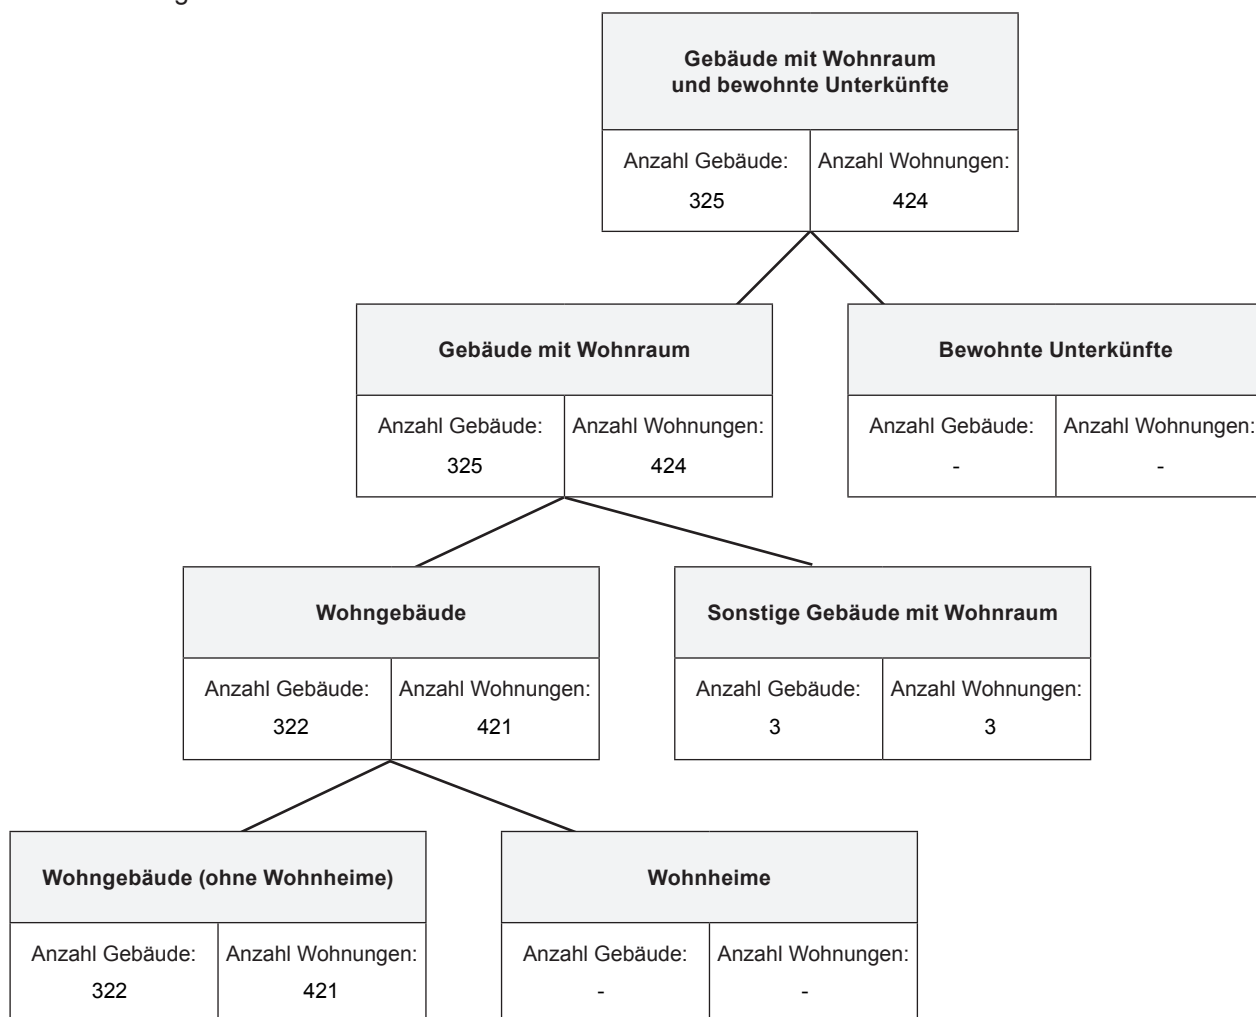 Gebäude mit Wohnraum
und bewohnte Unterkünfte
Anzahl Gebäude: Anzahl Wohnungen:
325 424
Gebäude mit Wohnraum Bewohnte Unterkünfte
Anzahl Gebäude: Anzahl Wohnungen: Anzahl Gebäude: Anzahl Wohnungen:
325 424 - -
Wohngebäude Sonstige Gebäude mit Wohnraum
Anzahl Gebäude: Anzahl Wohnungen: Anzahl Gebäude: Anzahl Wohnungen:
322 421 3 3
Wohngebäude (ohne Wohnheime) Wohnheime
Anzahl Gebäude: Anzahl Wohnungen: Anzahl Gebäude: Anzahl Wohnungen:
322 421 - -